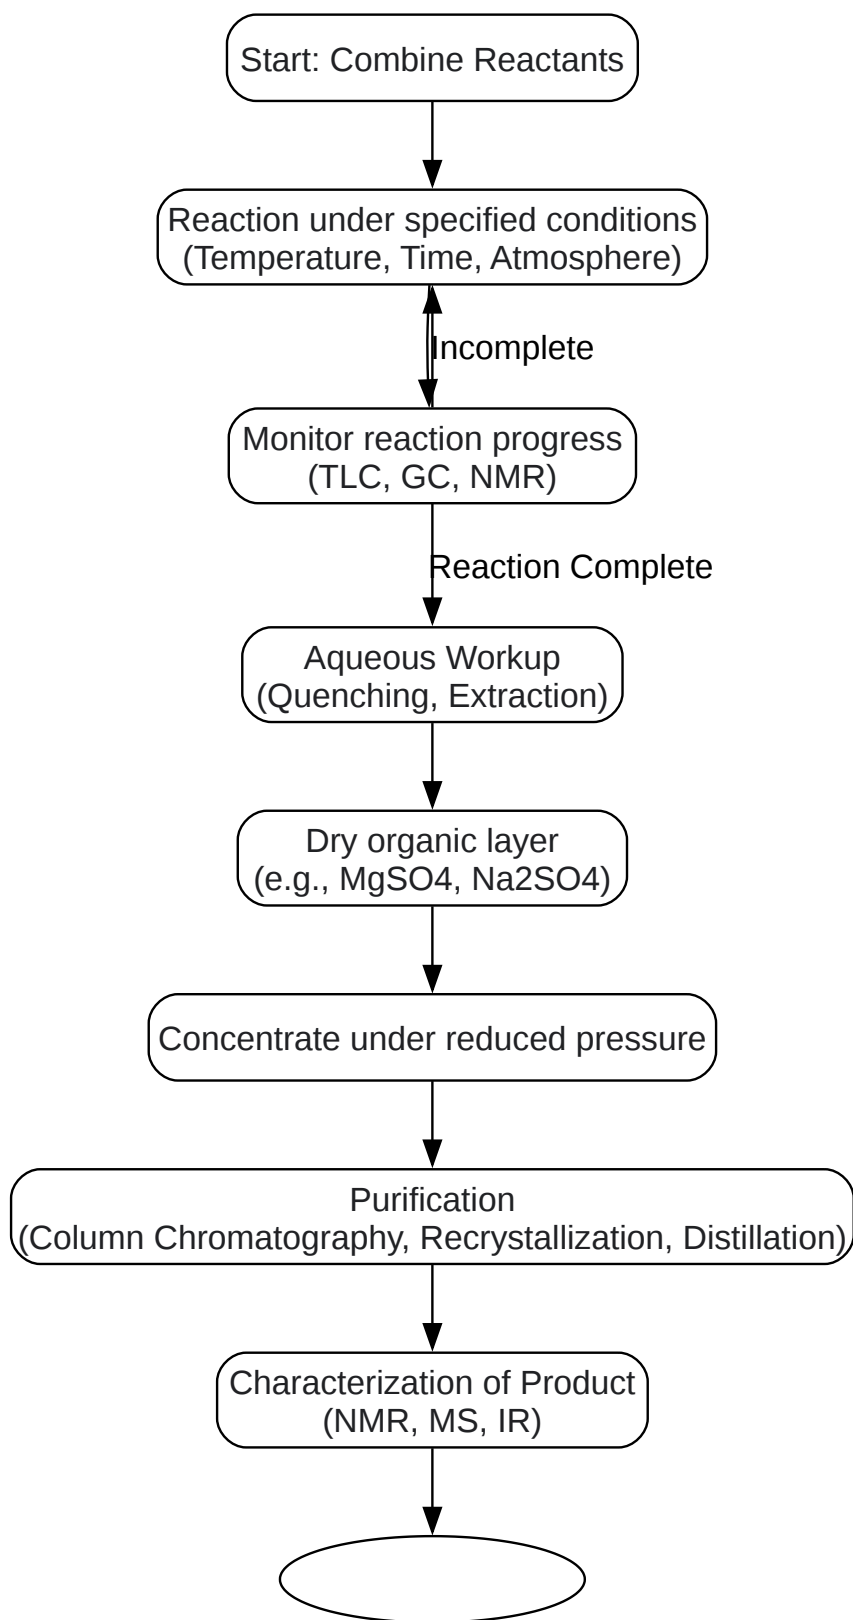 Start: Combine Reactants
Reaction under specified conditions
(Temperature, Time, Atmosphere)
Incomplete
Monitor reaction progress
(TLC, GC, NMR)
Reaction Complete
Aqueous Workup
(Quenching, Extraction)
Dry organic layer
(e.g., MgSO4, Na2SO4)
Concentrate under reduced pressure
Purification
(Column Chromatography, Recrystallization, Distillation)
Characterization of Product
(NMR, MS, IR)